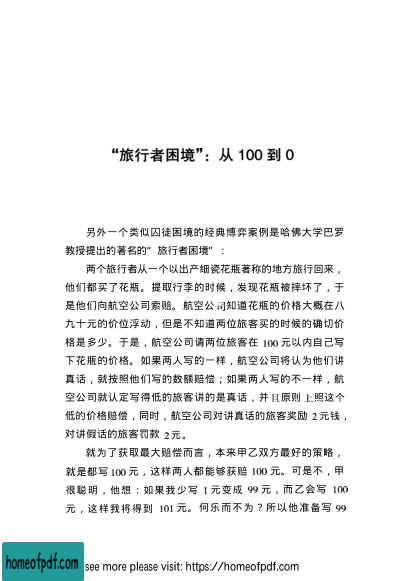 “旅行者困境”：从 100 到 0
另外一个类似囚徒困境的经典博弈案例是哈佛大学巴罗
教授提出的著名的“旅行者困境”：
两个旅行者从一个以出产细瓷花瓶著称的地方旅行回来，
他们都买了花瓶。提取行李的时候，发现花瓶被摔坏了，于
是他们向航空公司索赔。航空公司知道花瓶的价格大概在八
九十元的价位浮动，但是不知道两位旅客买的时候的确切价
格是多少。于是，航空公司请两位旅客在 100 元以内自己写
下花瓶的价格。如果两人写的一样，航空公司将认为他们讲
真话，就按照他们写的数额赔偿；如果两人写的不一样，航
空公司就认定写得低的旅客讲的是真话，并且原则上照这个
低的价格赔偿，同时，航空公司对讲真话的旅客奖励 2 元钱，
对讲假话的旅客罚款 2 元。
就为了获取最大赔偿而言，本来甲乙双方最好的策略，
就是都写 100 元，这样两人都能够获赔 100 元。可是不，甲
很聪明，他想：如果我少写 1 元变成 99 元，而乙会写 100
元，这样我将得到 101 元。何乐而不为？所以他准备写 99
homeofpdf.com
see more please visit: https://homeofpdf.com